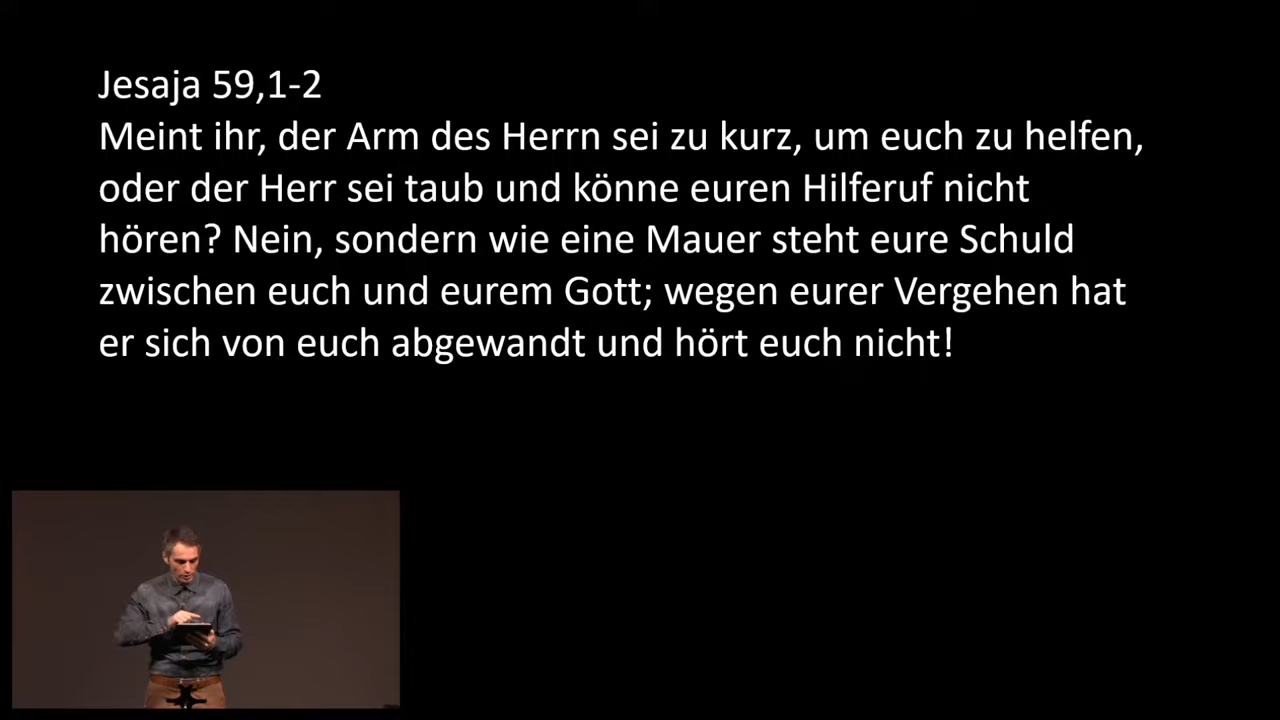 Jesaja 59,1-2
Meint ihr, der Arm des Herrn sei zu kurz, um euch zu helfen,
oder der Herr sei taub und könne euren Hilferuf nicht
hören? Nein, sondern wie eine Mauer steht eure Schuld
zwischen euch und eurem Gott; wegen eurer Vergehen hat
er sich von euch abgewandt und hört euch nicht!